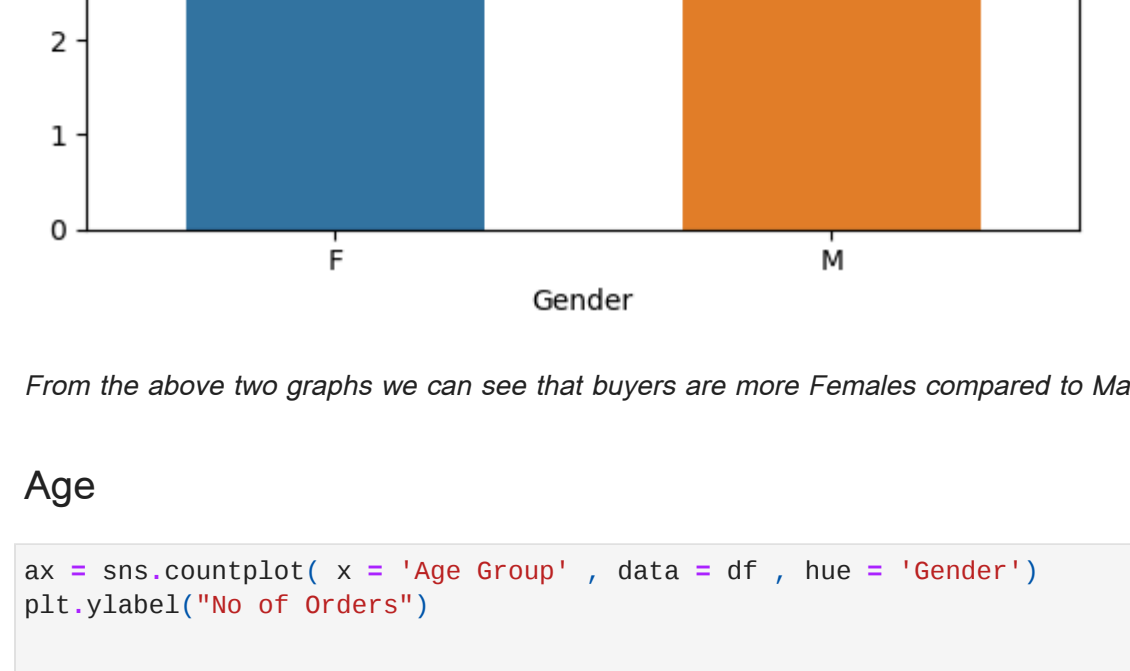 2
1
0
F M
Gender
From the above two graphs we can see that buyers are more Females compared to
Age
ax = sns.countplot( x = 'Age Group' , data = df , hue = 'Gender')
plt.ylabel("No of Orders")